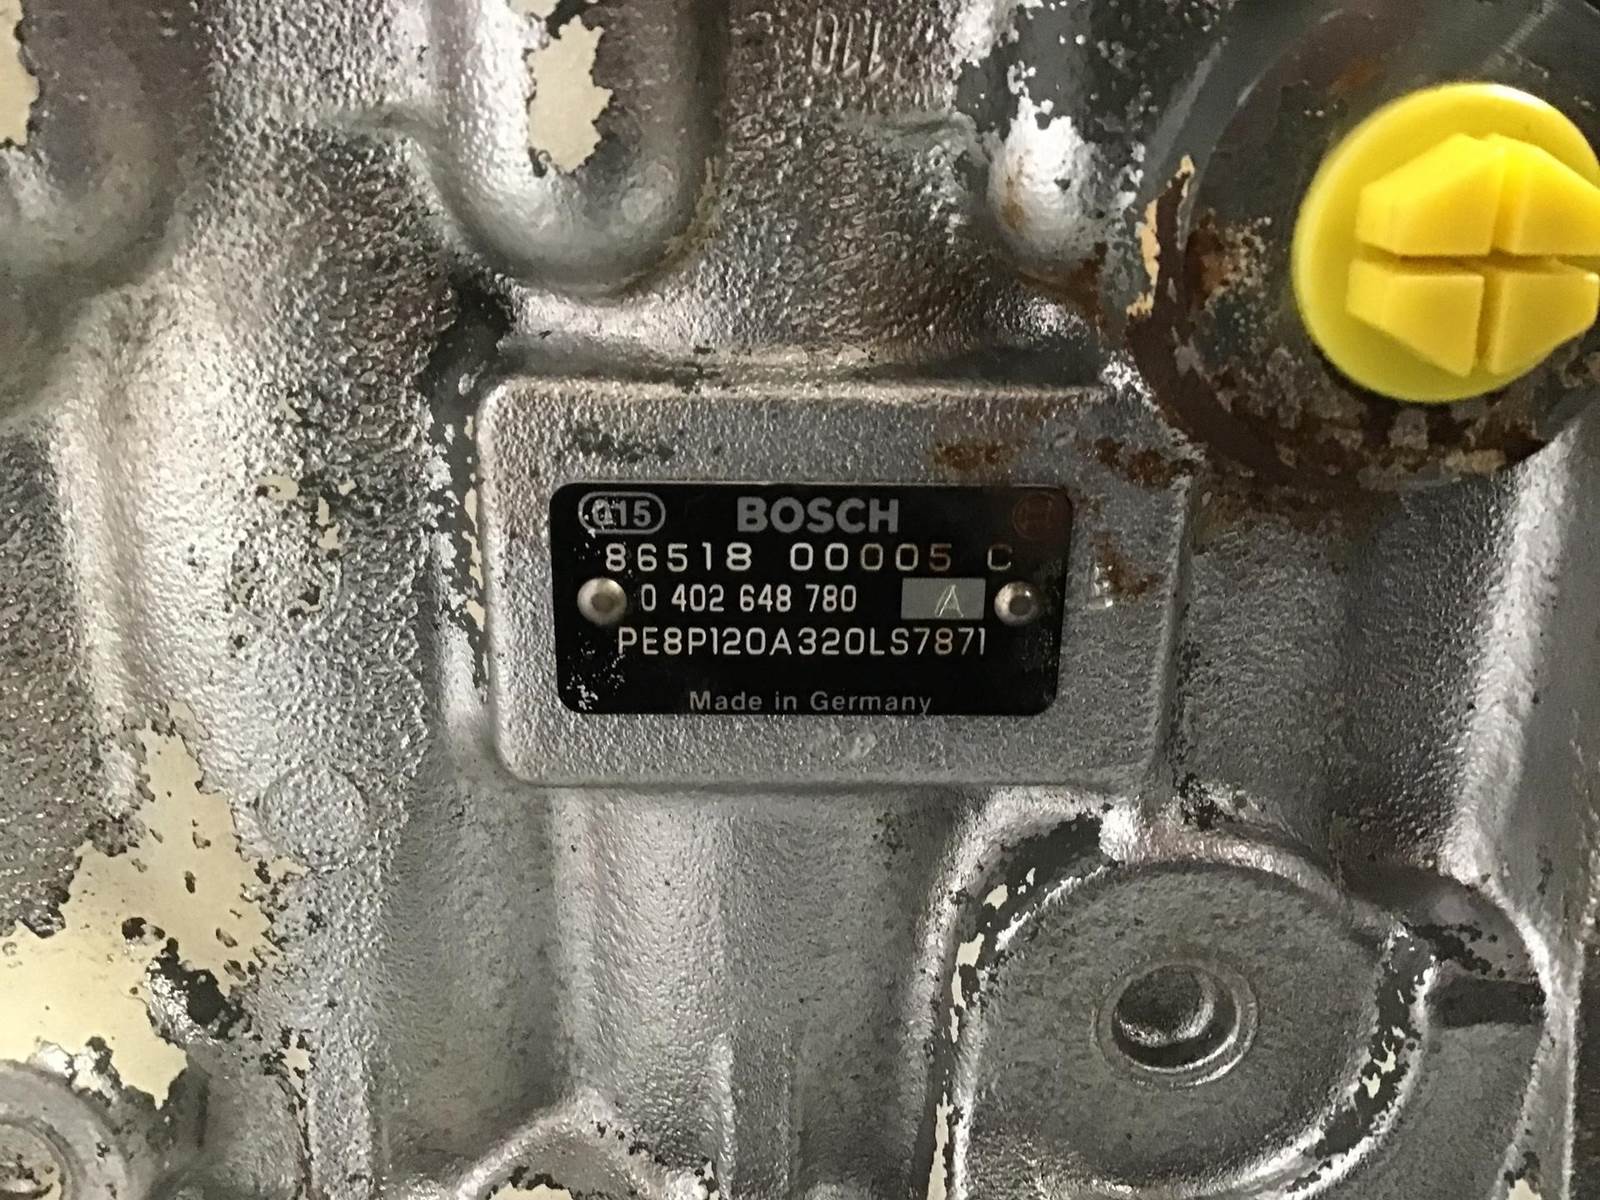 015 BOSCH
86518 00005 C
0 402 648 780 A
PE8P120A320LS7871
Made in Germany